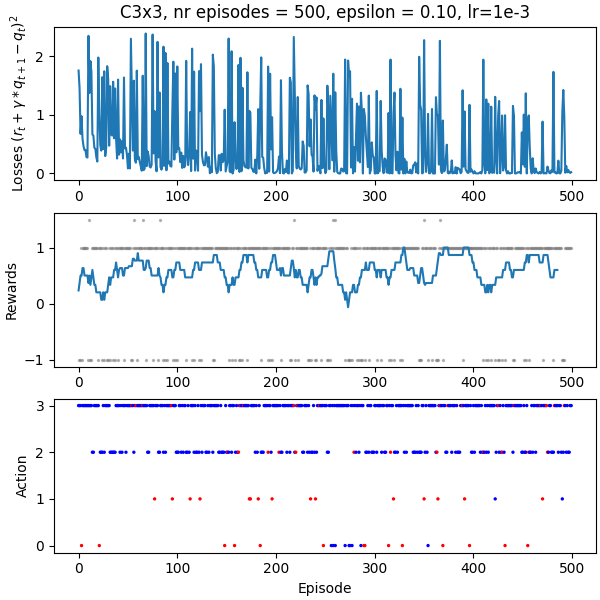 C3x3, nr episodes = 500, epsilon = 0.10, lr=1e-3
Losses $(r_t + \gamma * q_{t+1} - q_t)^2$
2
1
0
0 100 200 300 400 500
Rewards
1
0
−1
0 100 200 300 400 500
Action
3
2
1
0
0 100 200 300 400 500
Episode